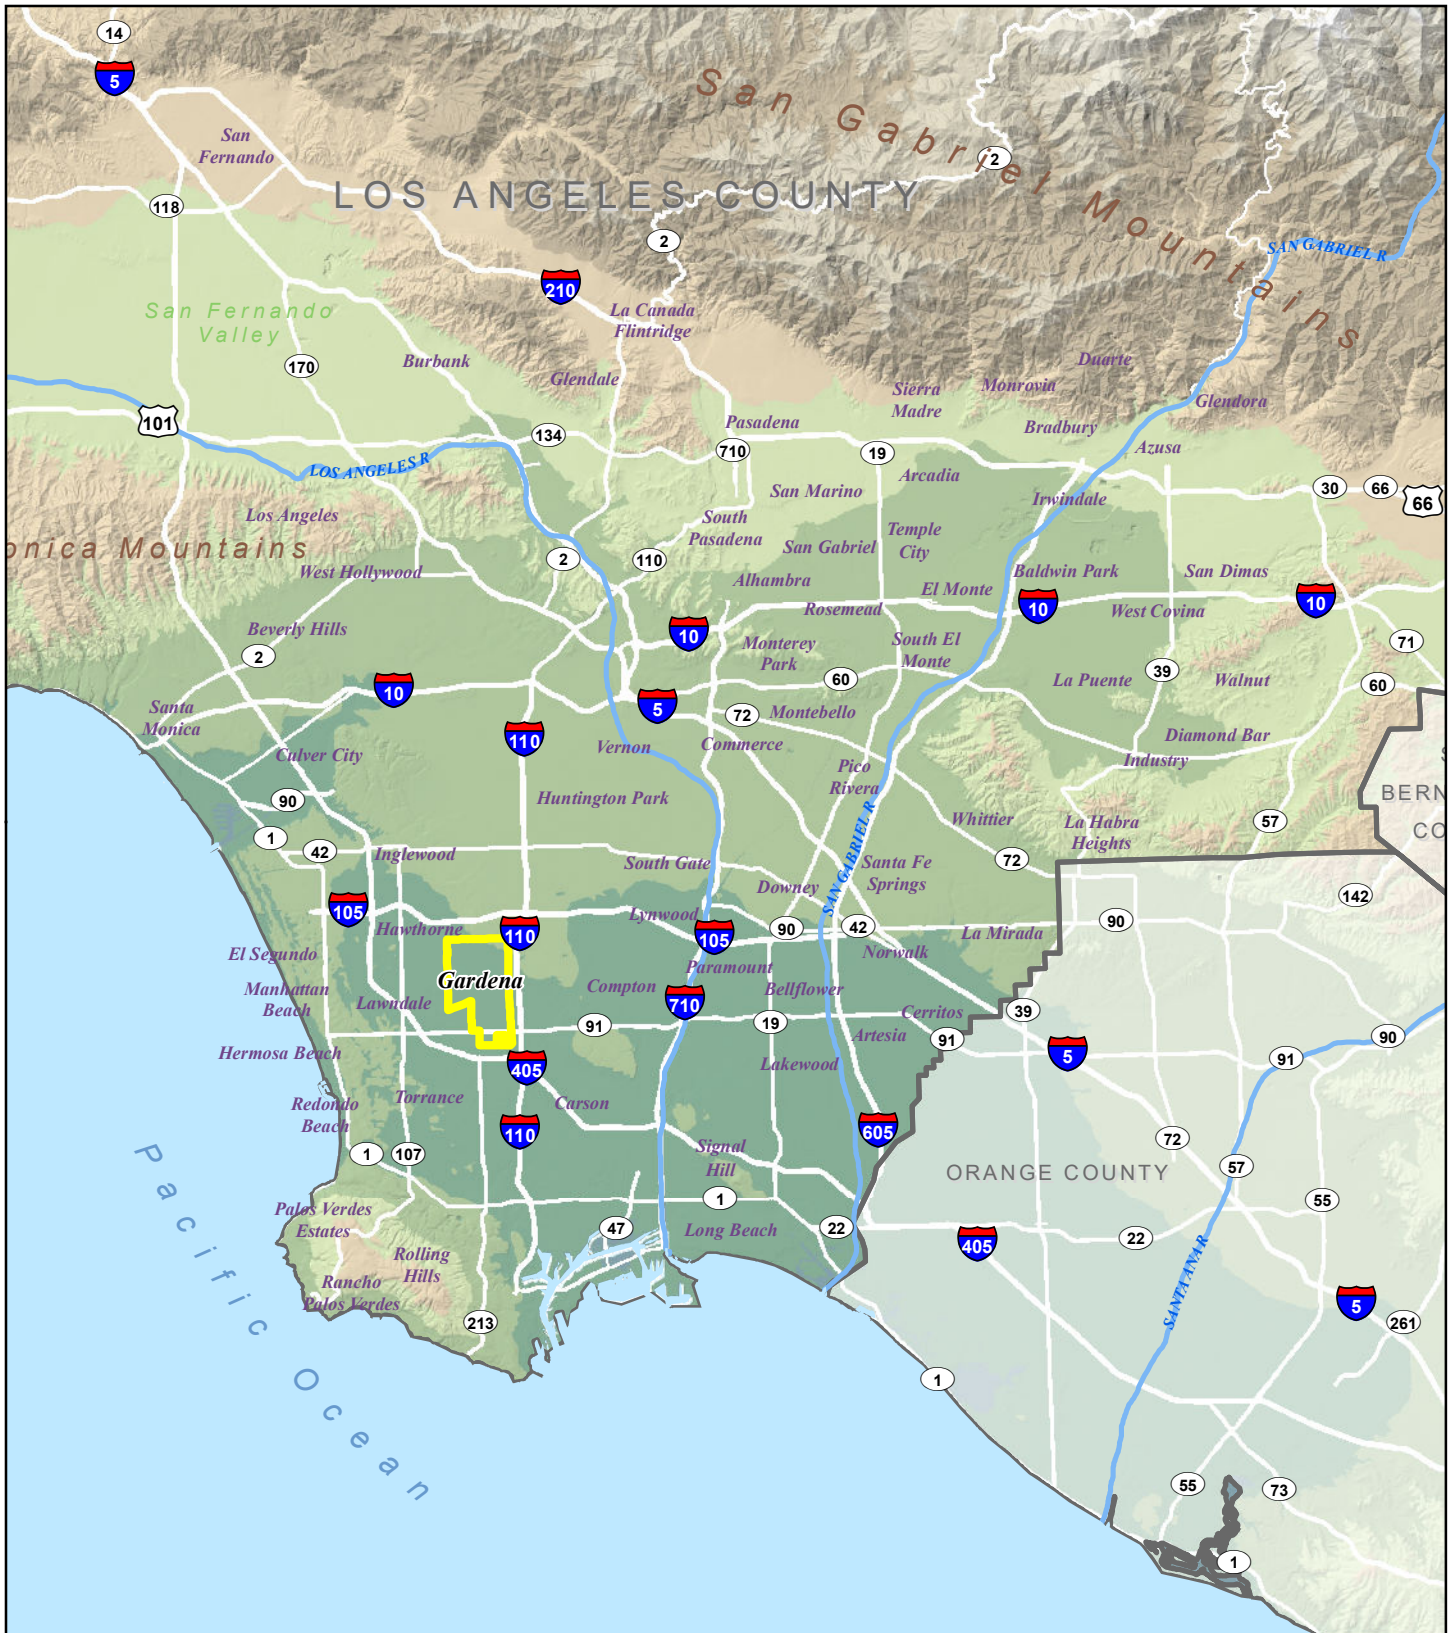 14
5
San
Fernando
San Gabriel Mountains
2
LOS ANGELES COUNTY
118
2
SAN GABRIEL R
210
San Fernando
Valley
La Canada
Flintridge
170
Burbank
Glendale
Duarte
Monrovia
Sierra
Madre
Glendora
101
Pasadena
Bradbury
134
710
19
Azusa
LOS ANGELES R
Arcadia
San Marino
Irwindale
30
66
66
Los Angeles
South
Pasadena
Temple
City
San Gabriel
onica Mountains
2
110
West Hollywood
Alhambra
El Monte
Baldwin Park
San Dimas
10
10
Rosemead
West Covina
10
Beverly Hills
Monterey
Park
South El
Monte
71
2
39
10
60
La Puente
Walnut
60
5
Santa
Monica
72
Montebello
110
Vernon
Commerce
Diamond Bar
Culver City
Industry
Pico
Rivera
90
Huntington Park
BERN
CO
Whittier
57
La Habra
Heights
1
42
Inglewood
South Gate
72
Santa Fe
Springs
Downey
SAN GABRIEL R
142
105
Lynwood
90
Hawthorne
110
105
90
42
La Mirada
El Segundo
Norwalk
Gardena
Paramount
Manhattan
Beach
Lawndale
Compton
710
Bellflower
91
19
Cerritos
39
Artesia
91
90
Hermosa Beach
5
91
405
Lakewood
Redondo
Beach
Torrance
Carson
110
605
72
1
107
Signal
Hill
57
ORANGE COUNTY
1
55
Palos Verdes
Estates
47
Long Beach
22
22
405
Rolling
Hills
SANTA ANA R
Rancho
Palos Verdes
5
213
261
Pacific Ocean
1
55
73
1